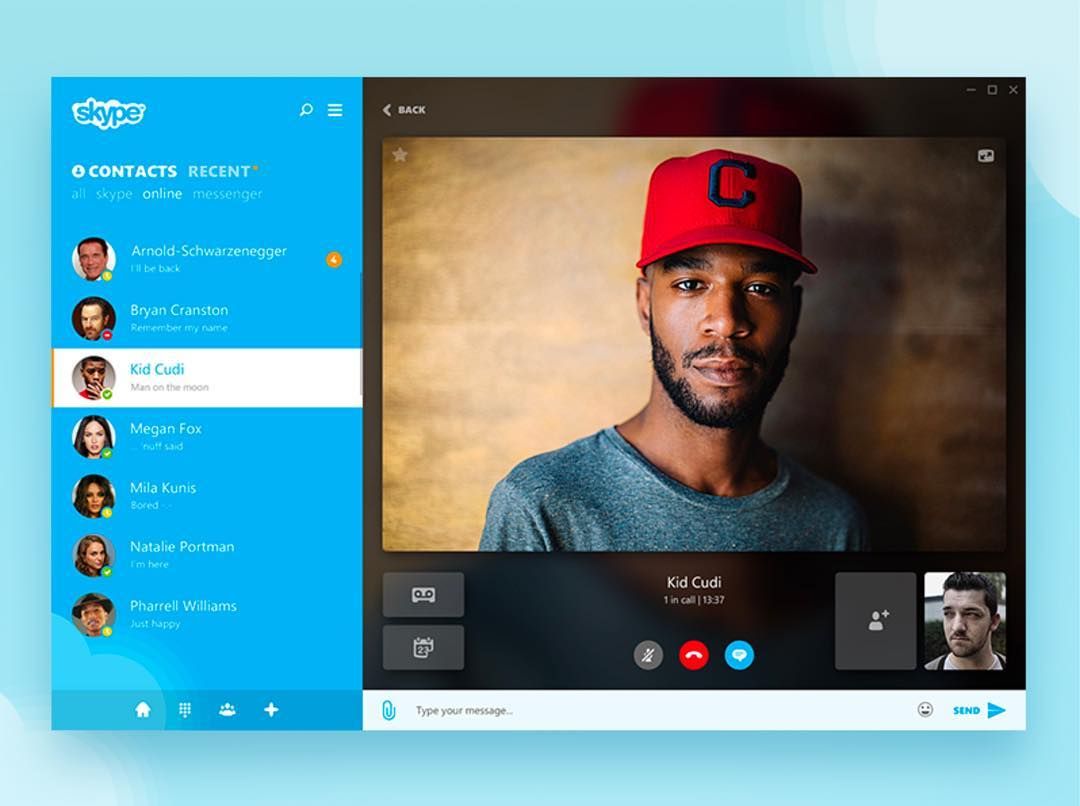 skype
BACK
CONTACTS RECENT
all skype online messenger
Arnold-Schwarzenegger
I'll be back
4
Bryan Cranston
Remember my name
Kid Cudi
Man on the moon
Megan Fox
... 'nuff said
Mila Kunis
Bored -.-
Natalie Portman
I'm here
Pharrell Williams
Just happy
C
Kid Cudi
1 in call | 13:37
23
Type your message...
SEND